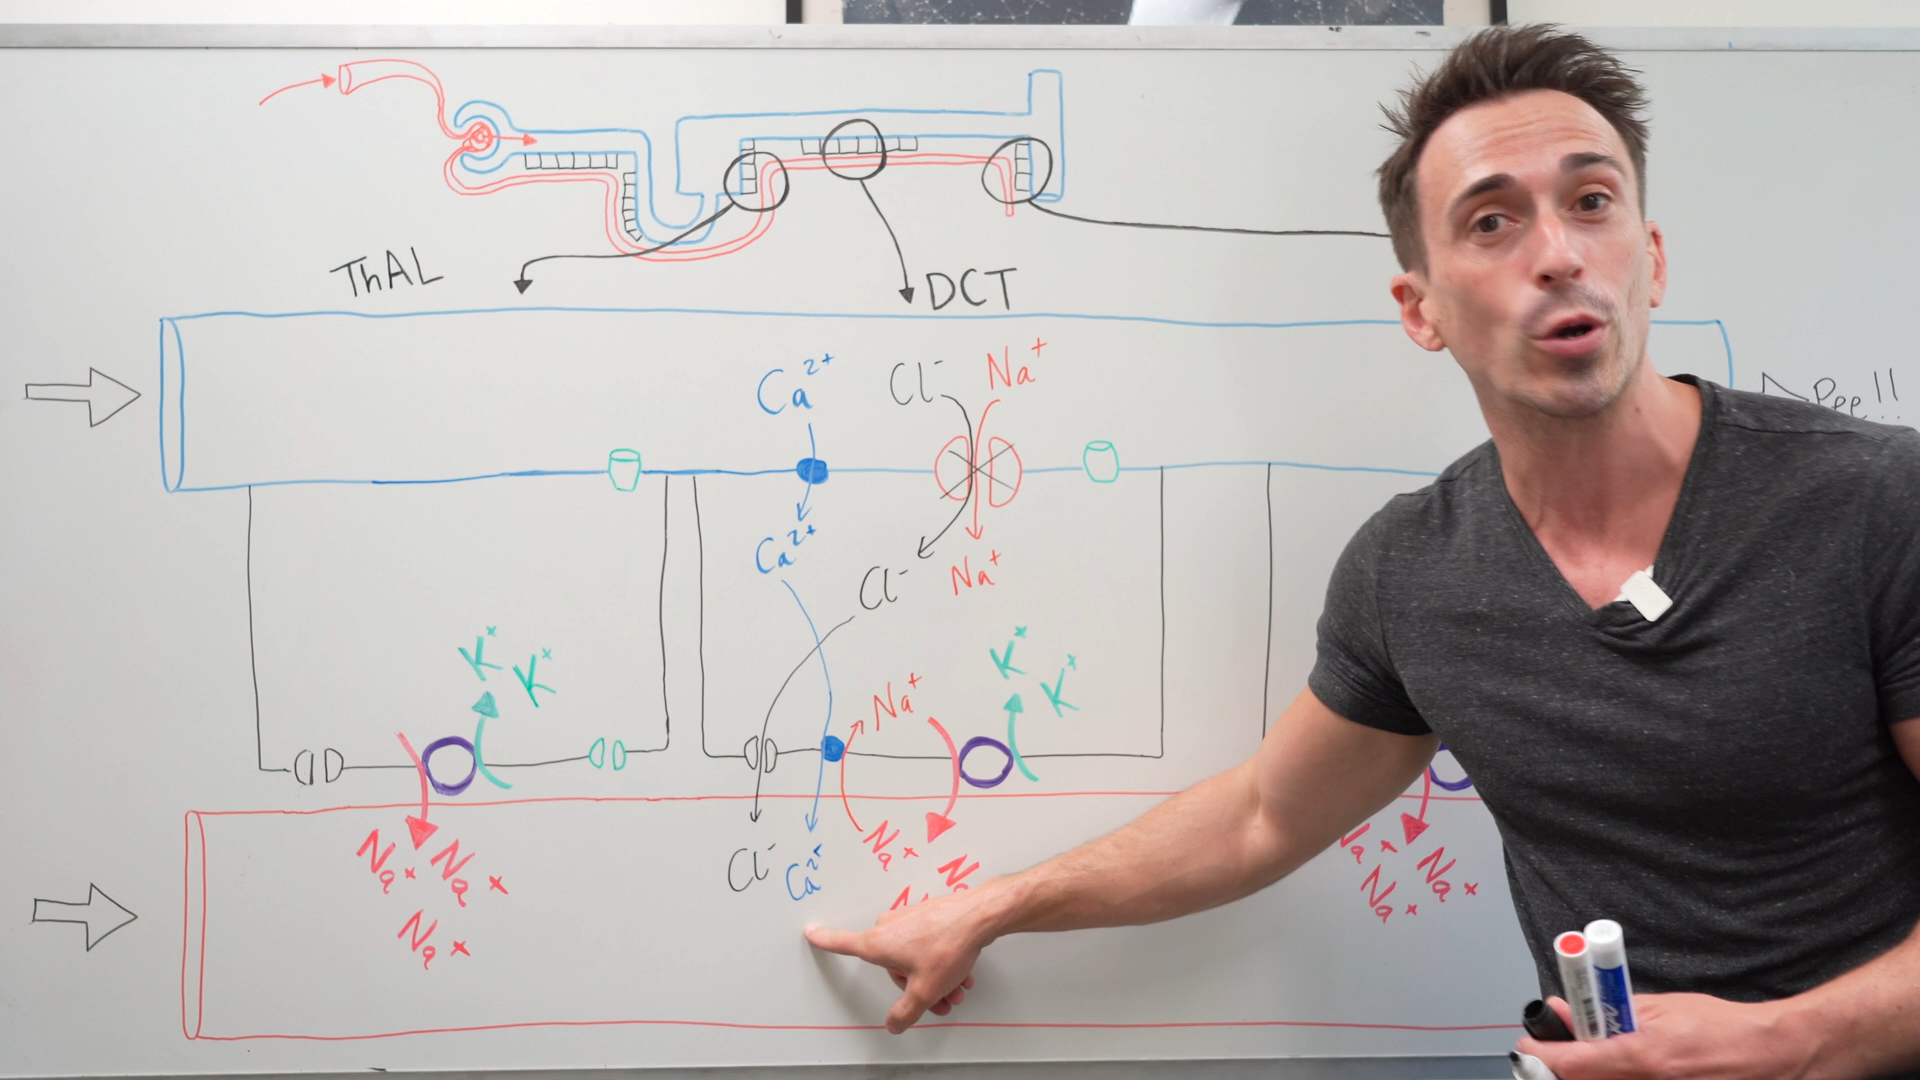 ThAL
DCT
Ca²⁺
Cl⁻
Na⁺
Pee!!
Ca²⁺
Cl⁻
Na⁺
K⁺
K⁺
K⁺
K⁺
Na⁺
Na⁺
Na⁺
Na⁺
Cl⁻
Ca²⁺
Na⁺
Na
Na⁺
Na⁺
Na⁺